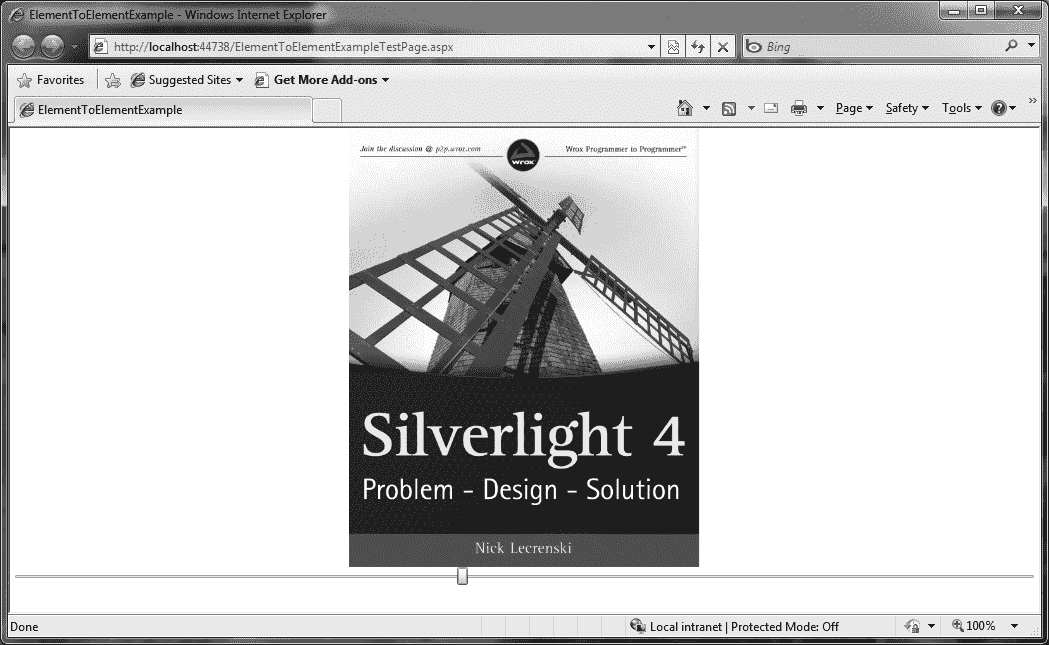 ElementToElementExample - Windows Internet Explorer
http://localhost:44738/ElementToElementExampleTestPage.aspx
Bing
Favorites
Suggested Sites
Get More Add-ons
ElementToElementExample
Page
Safety
Tools
Join the discussion @ p2p.wrox.com
wrox
Wrox Programmer to Programmer™
Silverlight 4
Problem - Design - Solution
Nick Lecrenski
Done
Local intranet | Protected Mode: Off
100%